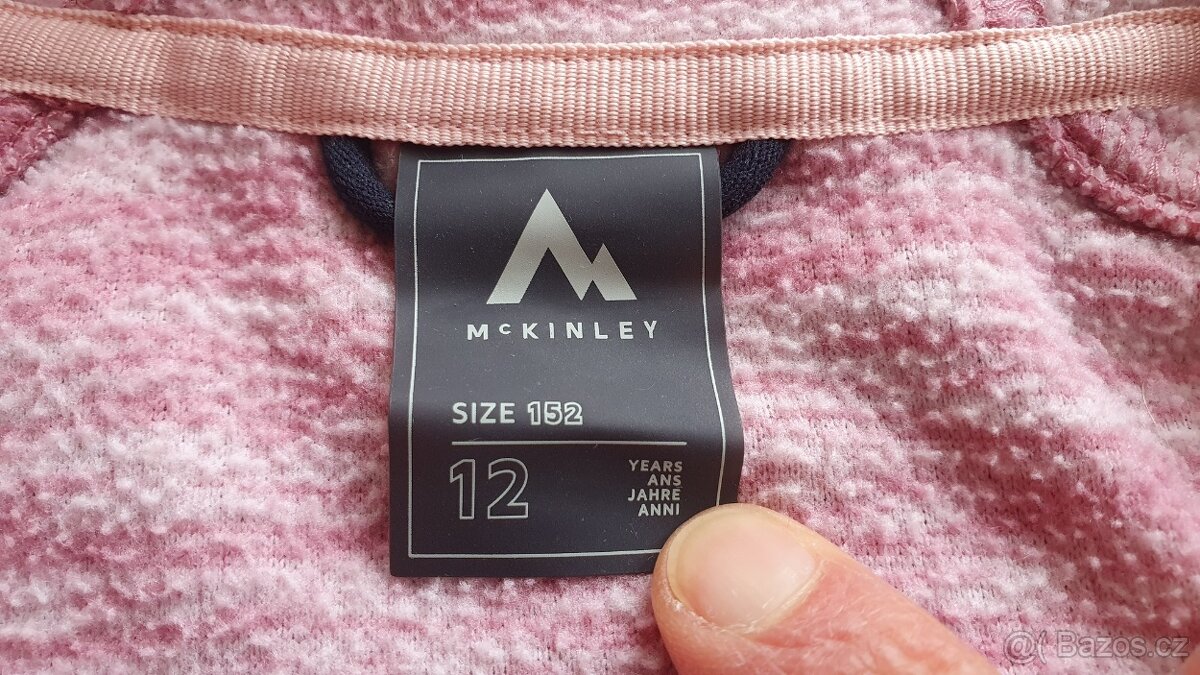 McKINLEY
SIZE 152
12
YEARS
ANS
JAHRE
ANNI
Bazos.cz